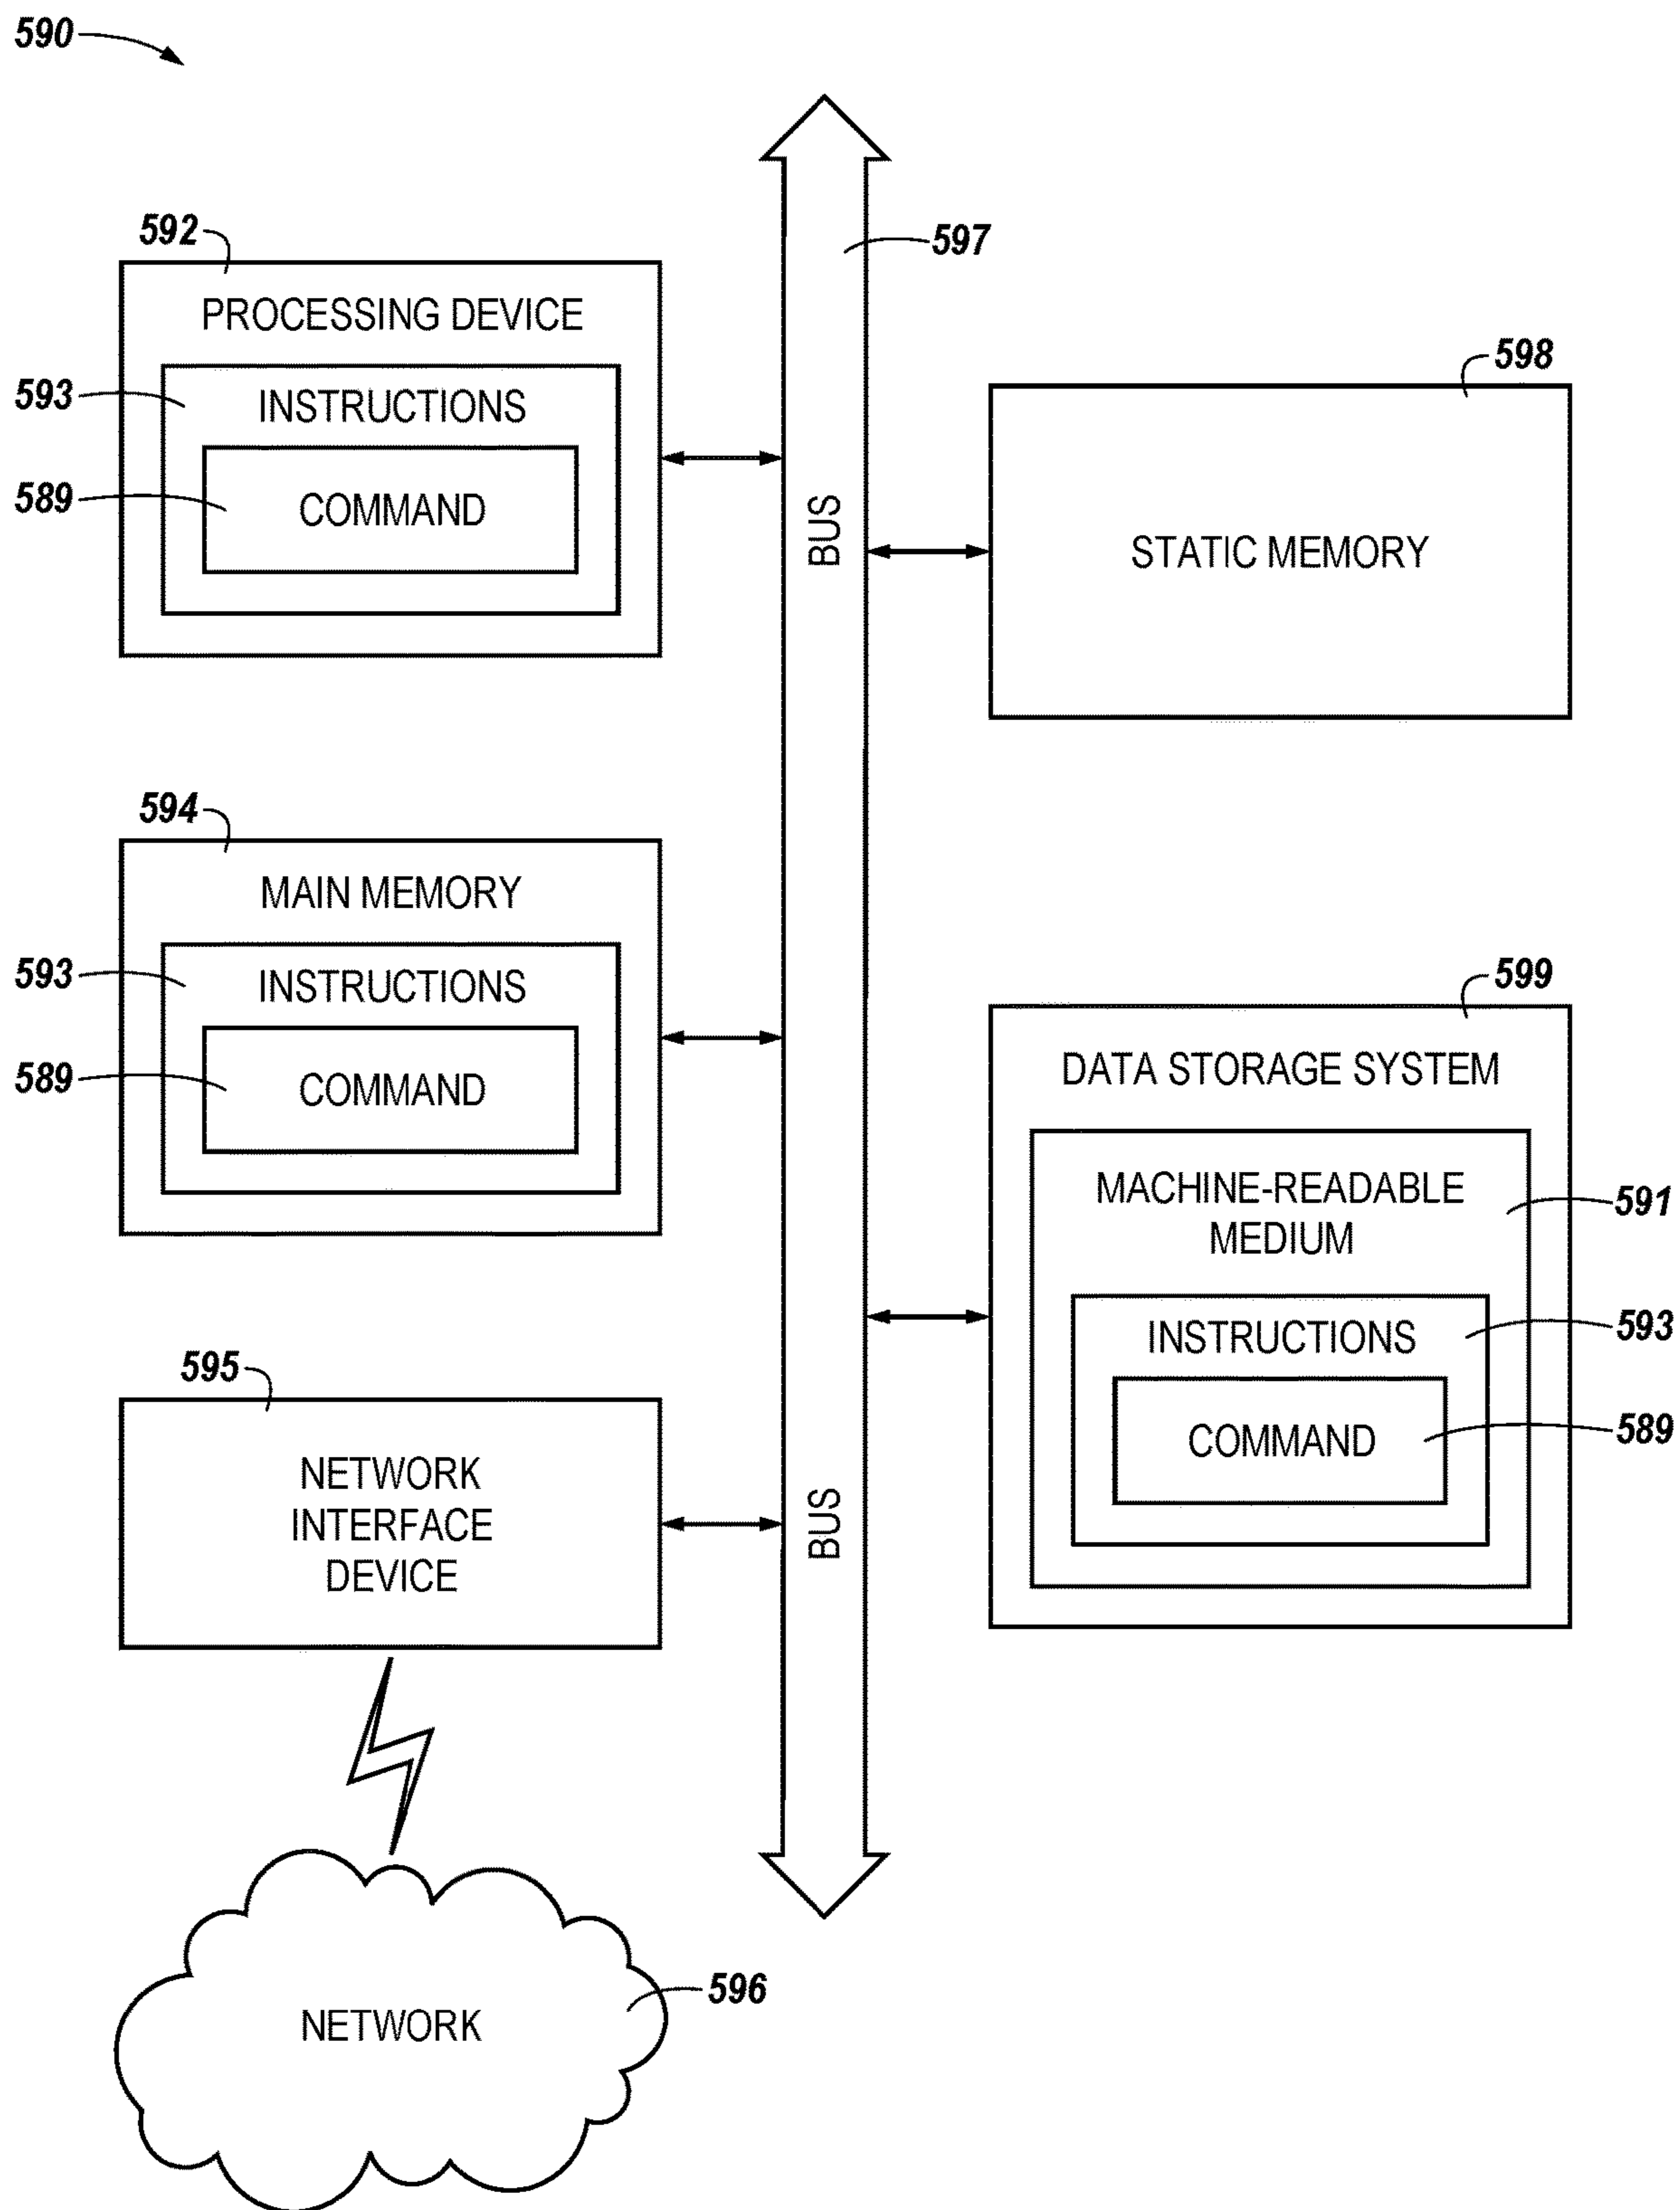 590
592
PROCESSING DEVICE
593
INSTRUCTIONS
589
COMMAND
597
BUS
598
STATIC MEMORY
594
MAIN MEMORY
593
INSTRUCTIONS
589
COMMAND
599
DATA STORAGE SYSTEM
MACHINE-READABLE
MEDIUM
591
INSTRUCTIONS
593
COMMAND
589
595
NETWORK
INTERFACE
DEVICE
BUS
NETWORK
596